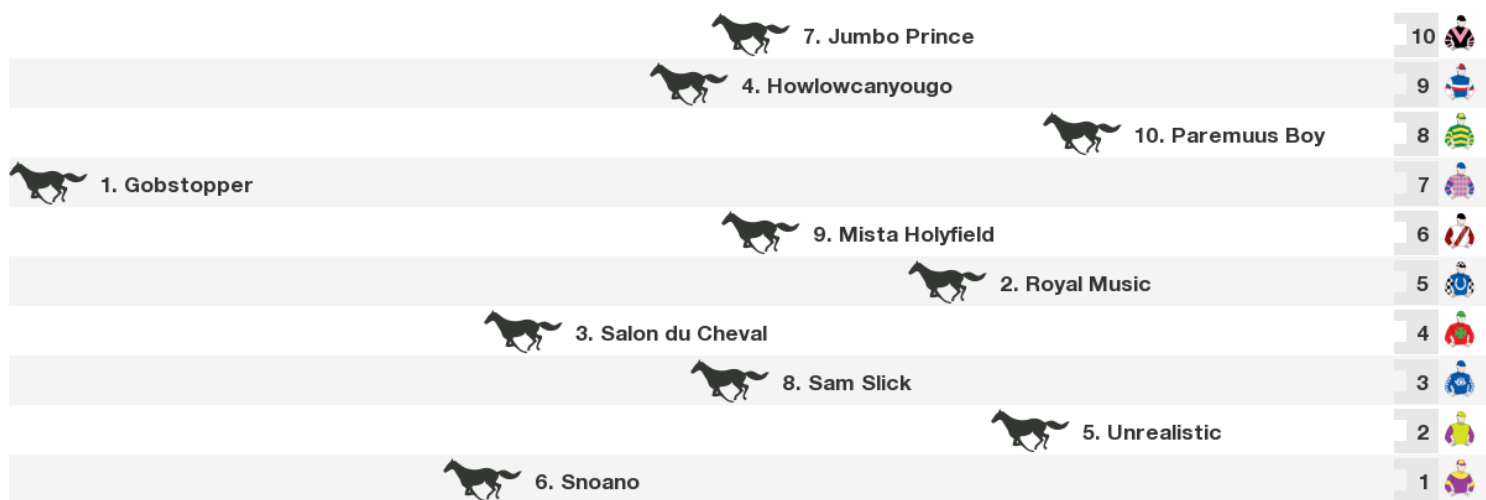 7. Jumbo Prince 10
4. Howlowcanyougo 9
10. Paremuus Boy 8
1. Gobstopper 7
9. Mista Holyfield 6
2. Royal Music 5
3. Salon du Cheval 4
8. Sam Slick 3
5. Unrealistic 2
6. Snoano 1